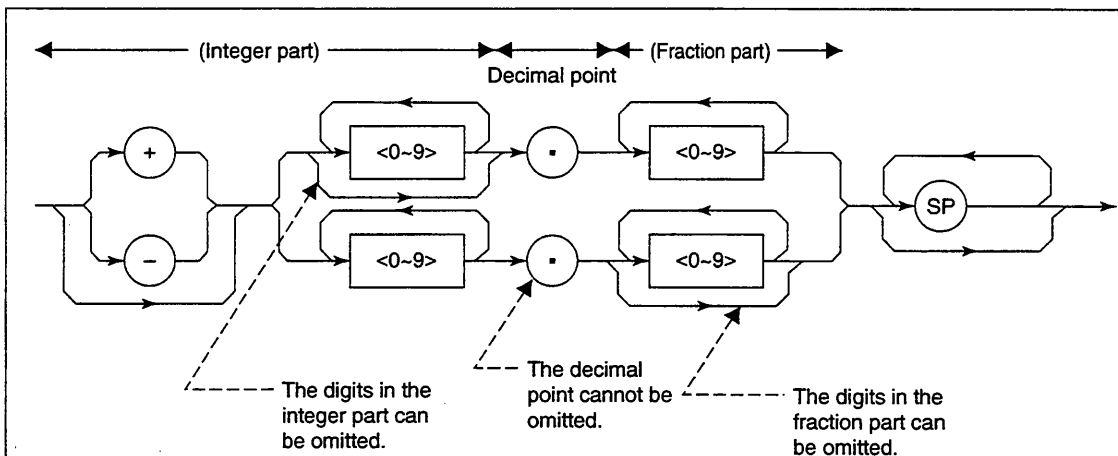 (Integer part)
(Fraction part)
Decimal point
+
<0~9>
.
<0~9>
SP
−
<0~9>
.
<0~9>
The digits in the
integer part can
be omitted.
The decimal
point cannot be
omitted.
The digits in the
fraction part can
be omitted.